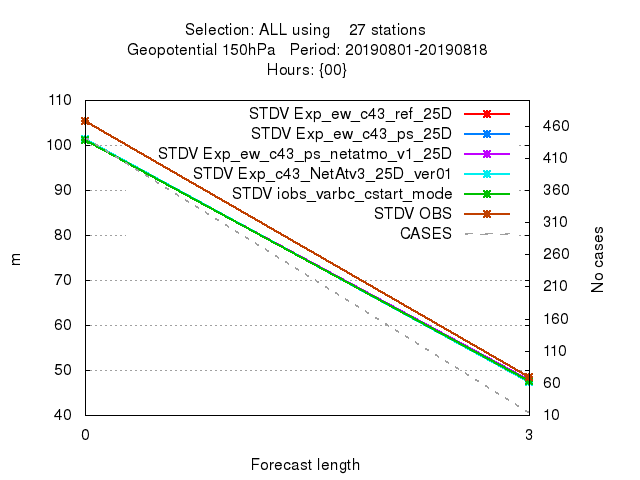 Selection: ALL using    27 stations
Geopotential 150hPa   Period: 20190801-20190818
Hours: {00}
STDV Exp_ew_c43_ref_25D
STDV Exp_ew_c43_ps_25D
STDV Exp_ew_c43_ps_netatmo_v1_25D
STDV Exp_c43_NetAtv3_25D_ver01
STDV iobs_varbc_cstart_mode
STDV OBS
CASES
110
100
90
80
70
60
50
40
m
460
410
360
310
260
210
160
110
60
10
No cases
0
3
Forecast length